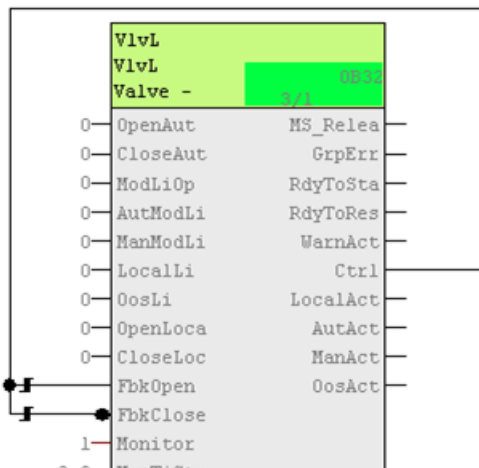 VlvL
VlvL
Valve -
OB32
3/1
0 OpenAut MS_Relea
0 CloseAut GrpErr
0 ModLiOp RdyToSta
0 AutModLi RdyToRes
0 ManModLi WarnAct
0 LocalLi Ctrl
0 OosLi LocalAct
0 OpenLoca AutAct
0 CloseLoc ManAct
FbkOpen OosAct
FbkClose
1 Monitor